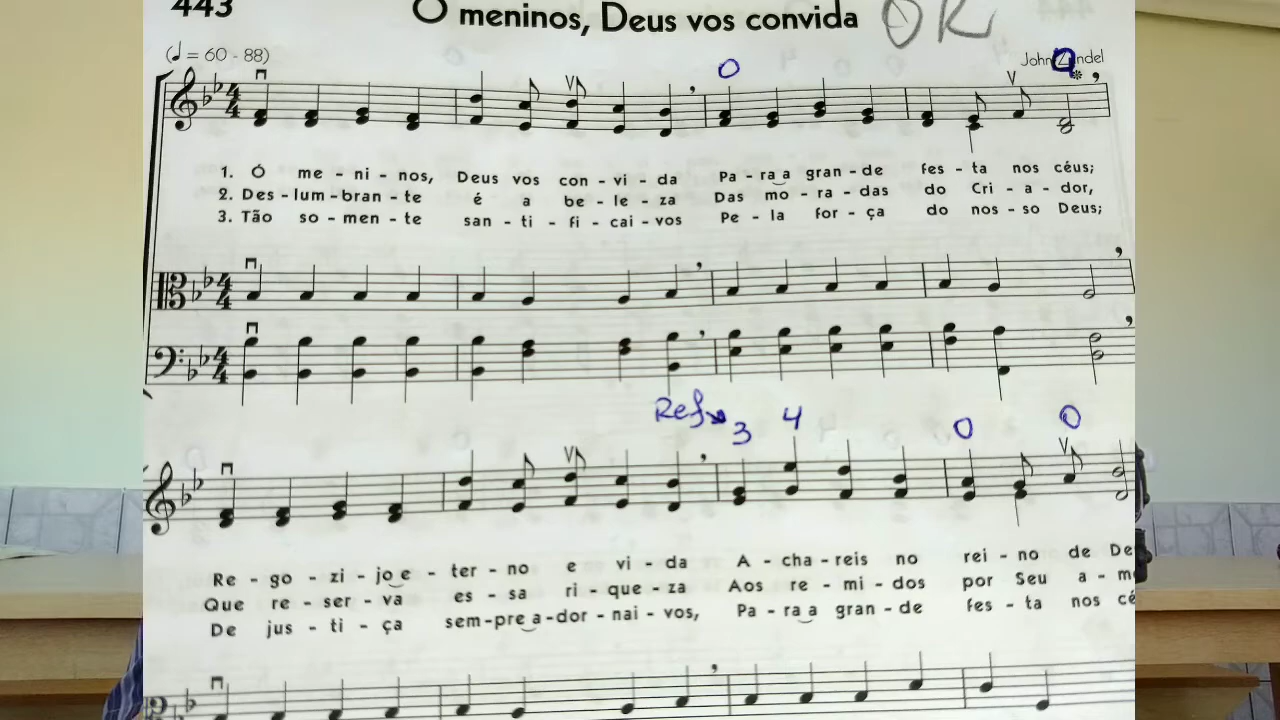 443 Ó meninos, Deus vos convida OK
(♩ = 60 - 88)
O
1. Ó me - ni - nos, Deus vos con - vi - da Pa - ra a gran - de fes - ta nos céus;
2. Des - lum - bran - te é a be - le - za Das mo - ra - das do Cri - a - dor,
3. Tão so - men - te san - ti - fi - cai - vos Pe - la for - ça do nos - so Deus;
Ref
3 4 0 0
Re - go - zi - jo e - ter - no e vi - da A - cha - reis no rei - no de De
Que re - ser - va es - sa ri - que - za Aos re - mi - dos por Seu a - m
De jus - ti - ça sem - pre a - dor - nai - vos, Pa - ra a gran - de fes - ta nos cé